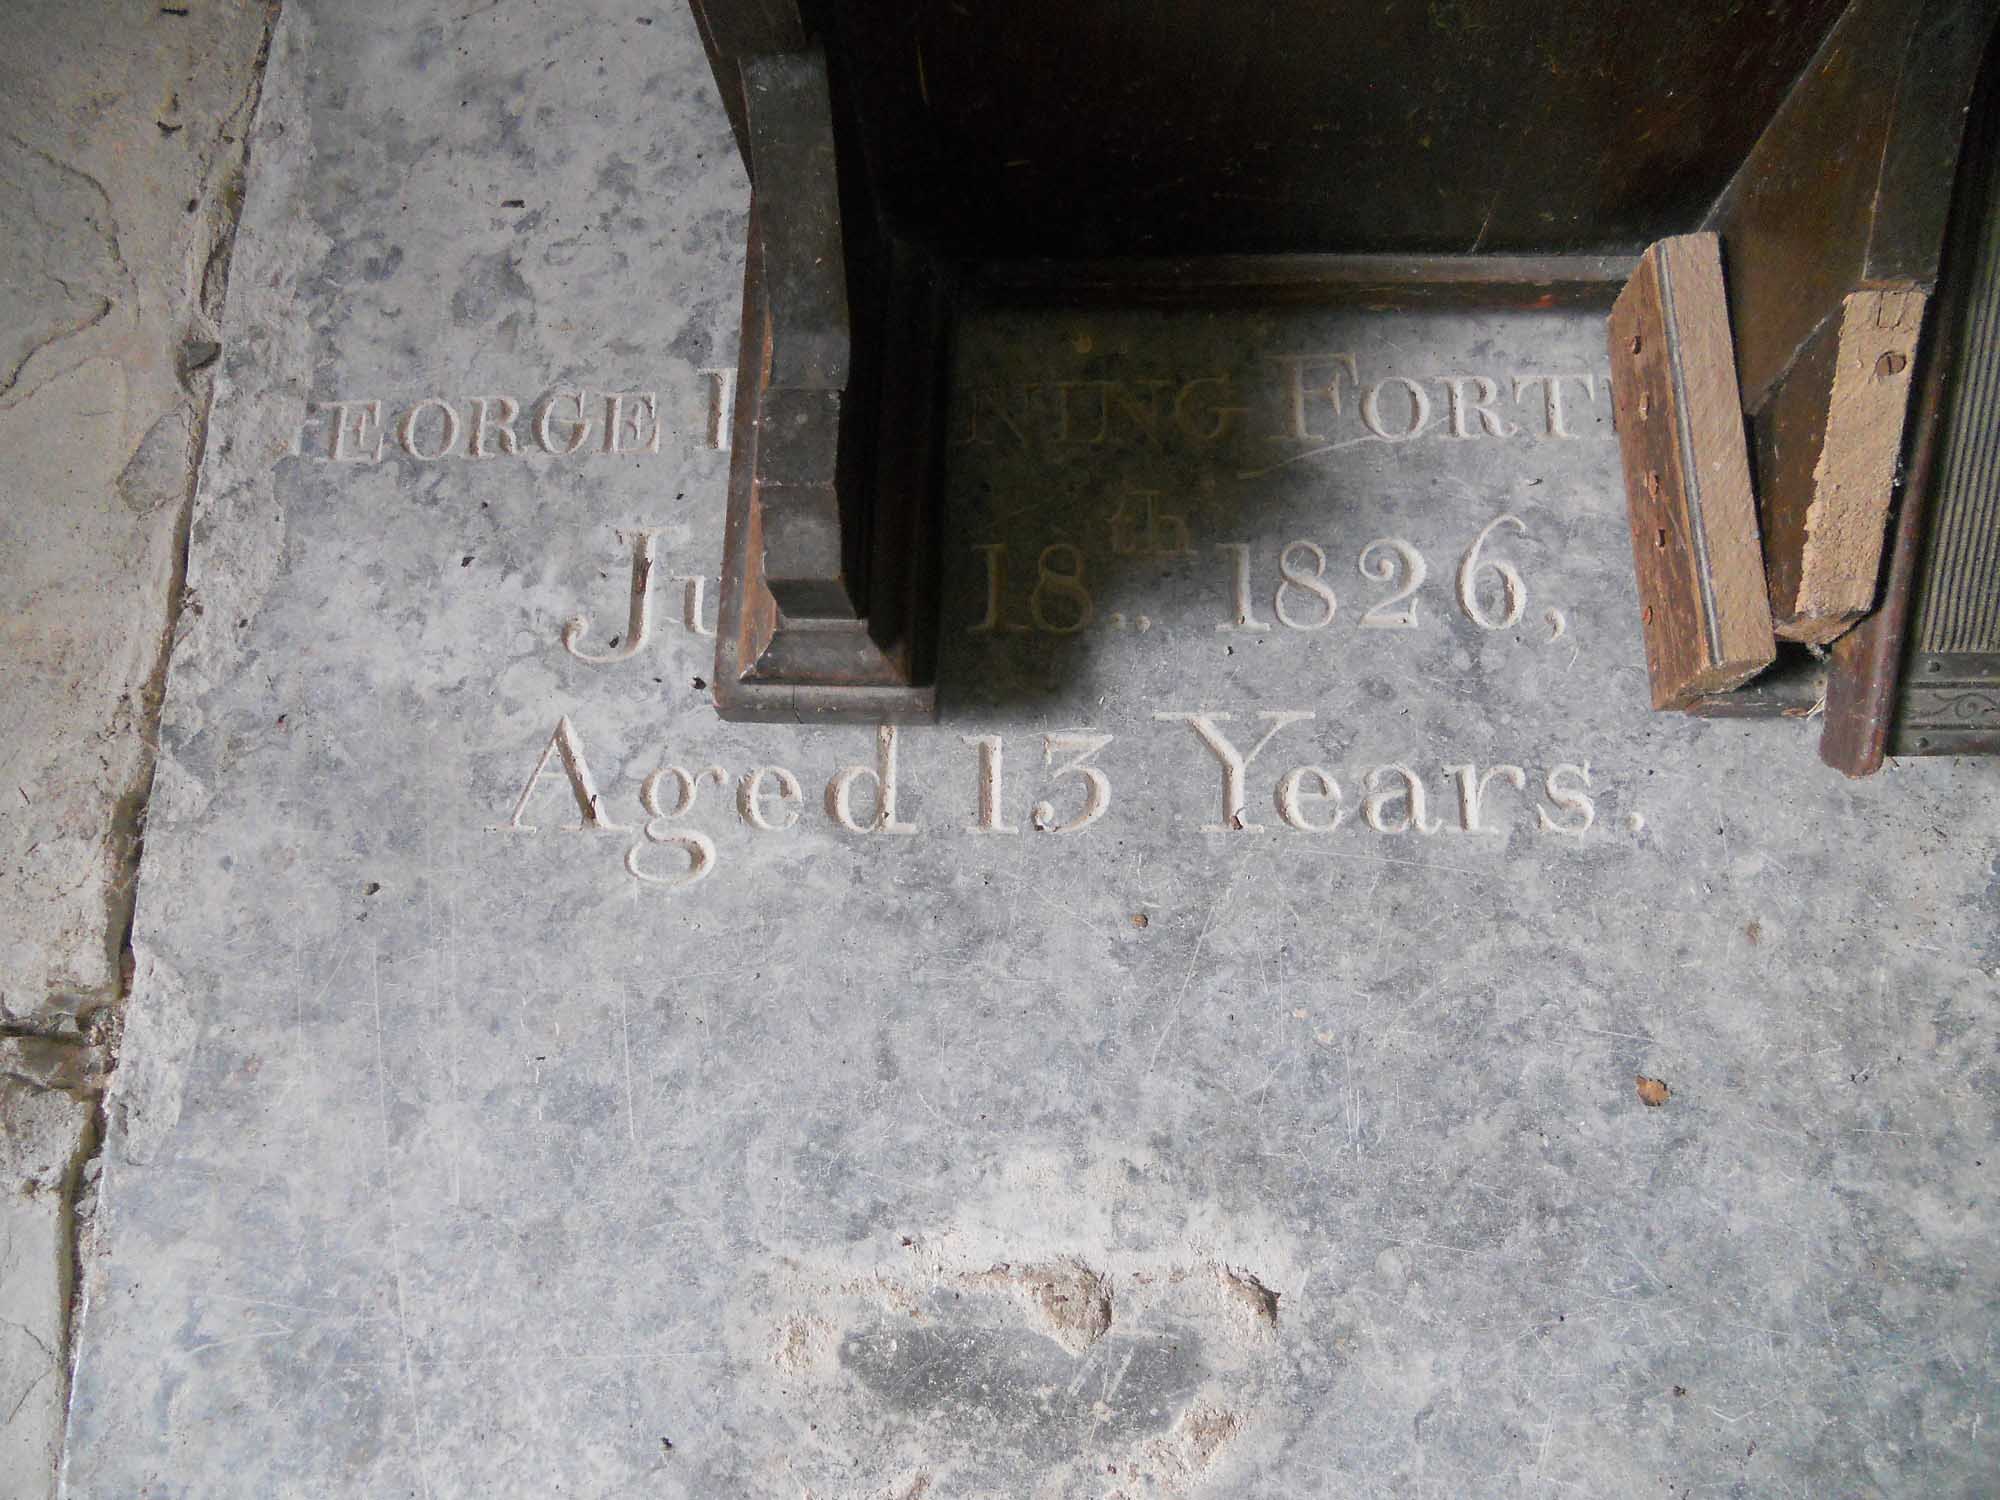 EORGE NING FORT
Ju 18th 1826,
Aged 13 Years.